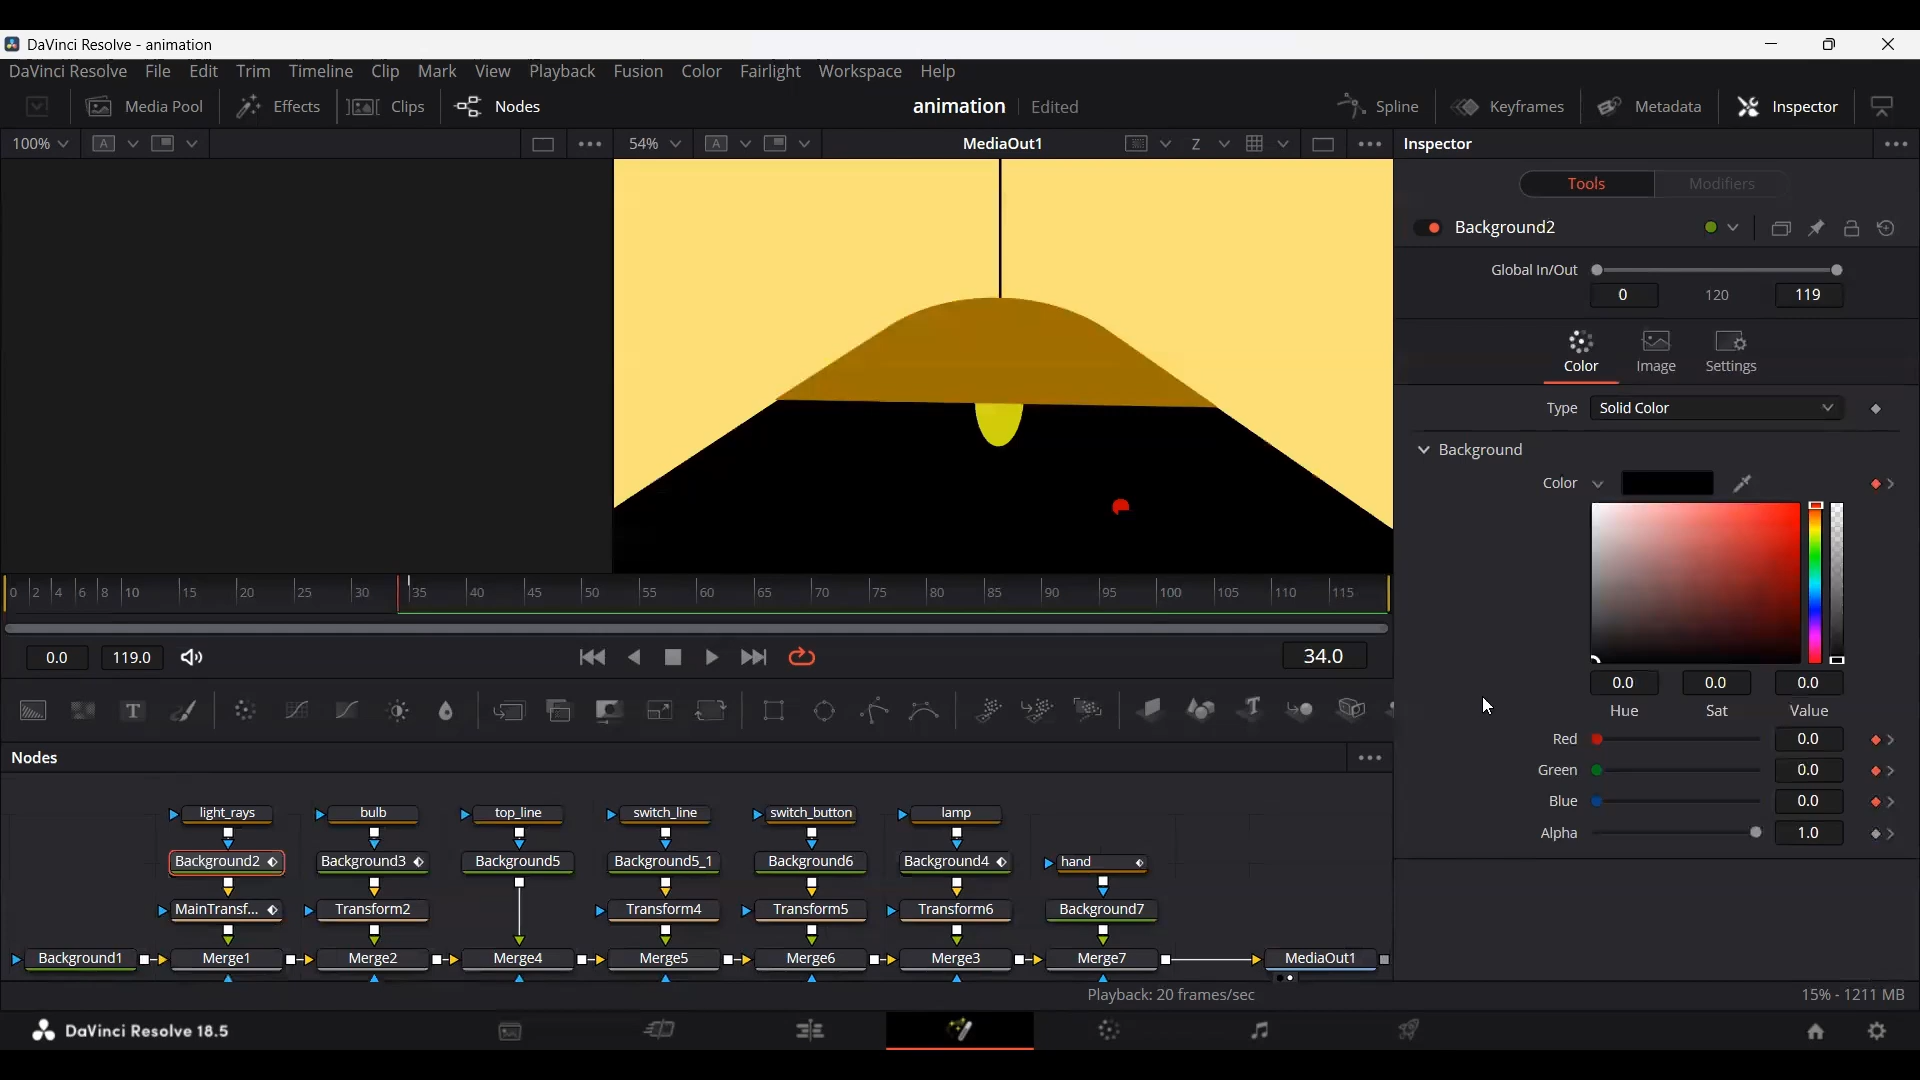 DaVinci Resolve - animation
DaVinci Resolve File Edit Trim Timeline Clip Mark View Playback Fusion Color Fairlight Workspace Help
Media Pool Effects Clips Nodes animation Edited Spline Keyframes Metadata Inspector
100% A 54% A MediaOut1 Z Inspector
Tools Modifiers
Background2
Global In/Out
0 120 119
Color Image Settings
Type Solid Color
Background
Color
0 2 4 6 8 10 15 20 25 30 35 40 45 50 55 60 65 70 75 80 85 90 95 100 105 110 115
0.0 119.0 34.0
0.0 0.0 0.0
Hue Sat Value
Red 0.0
Green 0.0
Blue 0.0
Alpha 1.0
T T
Nodes
light_rays bulb top_line switch_line switch_button lamp
Background2 Background3 Background5 Background5_1 Background6 Background4 hand
MainTransf... Transform2 Transform4 Transform5 Transform6 Background7
Background1 Merge1 Merge2 Merge4 Merge5 Merge6 Merge3 Merge7 MediaOut1
Playback: 20 frames/sec 15% - 1211 MB
DaVinci Resolve 18.5